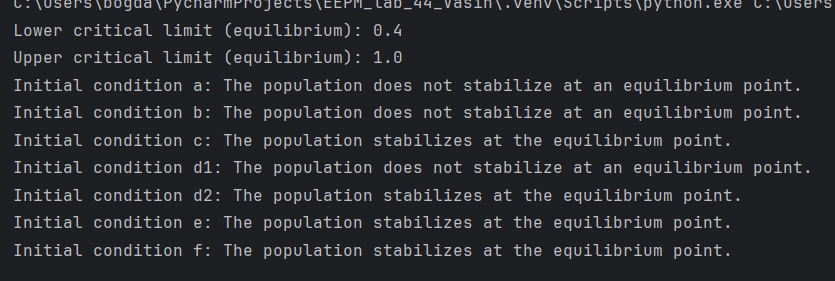 C:\Users\bogda\PycharmProjects\EEPM_Lab_44_Vasin\.venv\Scripts\python.exe C:\Users
Lower critical limit (equilibrium): 0.4
Upper critical limit (equilibrium): 1.0
Initial condition a: The population does not stabilize at an equilibrium point.
Initial condition b: The population does not stabilize at an equilibrium point.
Initial condition c: The population stabilizes at the equilibrium point.
Initial condition d1: The population does not stabilize at an equilibrium point.
Initial condition d2: The population stabilizes at the equilibrium point.
Initial condition e: The population stabilizes at the equilibrium point.
Initial condition f: The population stabilizes at the equilibrium point.